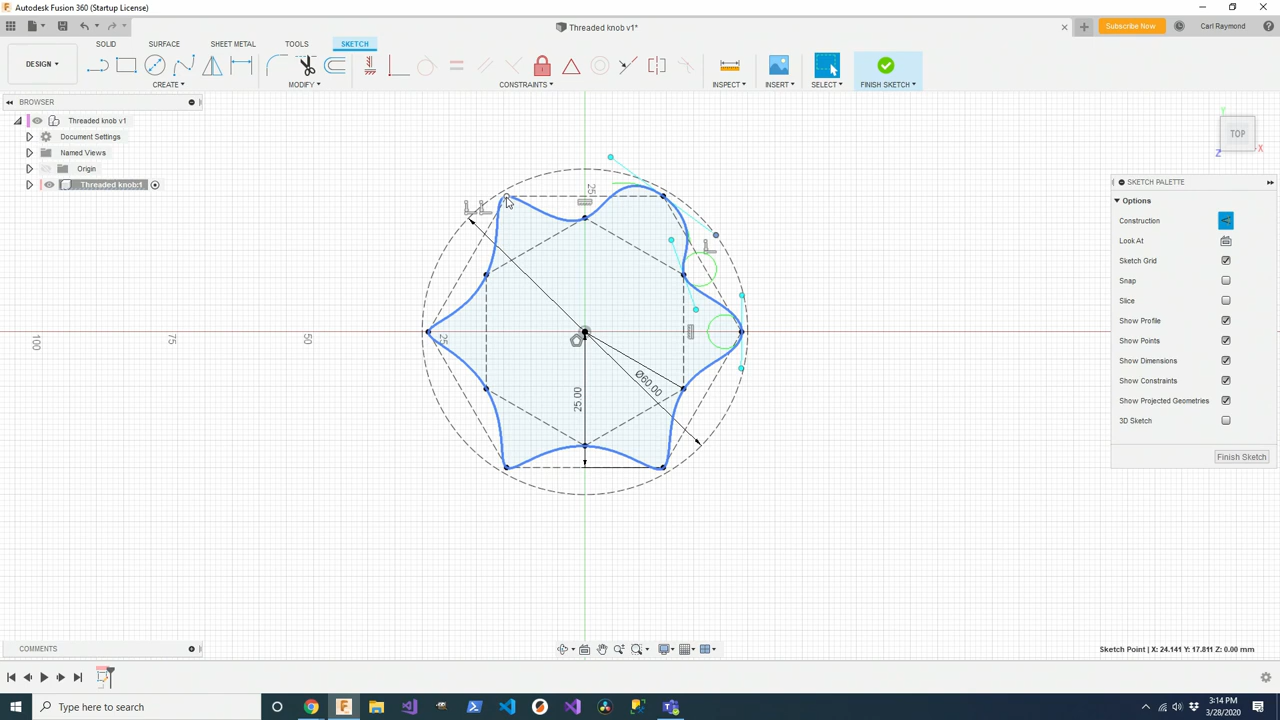 Autodesk Fusion 360 (Startup License)
Threaded knob v1*
Subscribe Now
Carl Raymond
DESIGN
SOLID SURFACE SHEET METAL TOOLS SKETCH
CREATE MODIFY CONSTRAINTS INSPECT INSERT SELECT FINISH SKETCH
BROWSER
Threaded knob v1
Document Settings
Named Views
Origin
Threaded knob:1
TOP
Y
X
Z
SKETCH PALETTE
Options
Construction
Look At
Sketch Grid
Snap
Slice
Show Profile
Show Points
Show Dimensions
Show Constraints
Show Projected Geometries
3D Sketch
Finish Sketch
25
100
75
50
25
Ø60.00
25.00
COMMENTS
Sketch Point | X: 24.141 Y: 17.811 Z: 0.00 mm
Type here to search
3:14 PM
3/28/2020